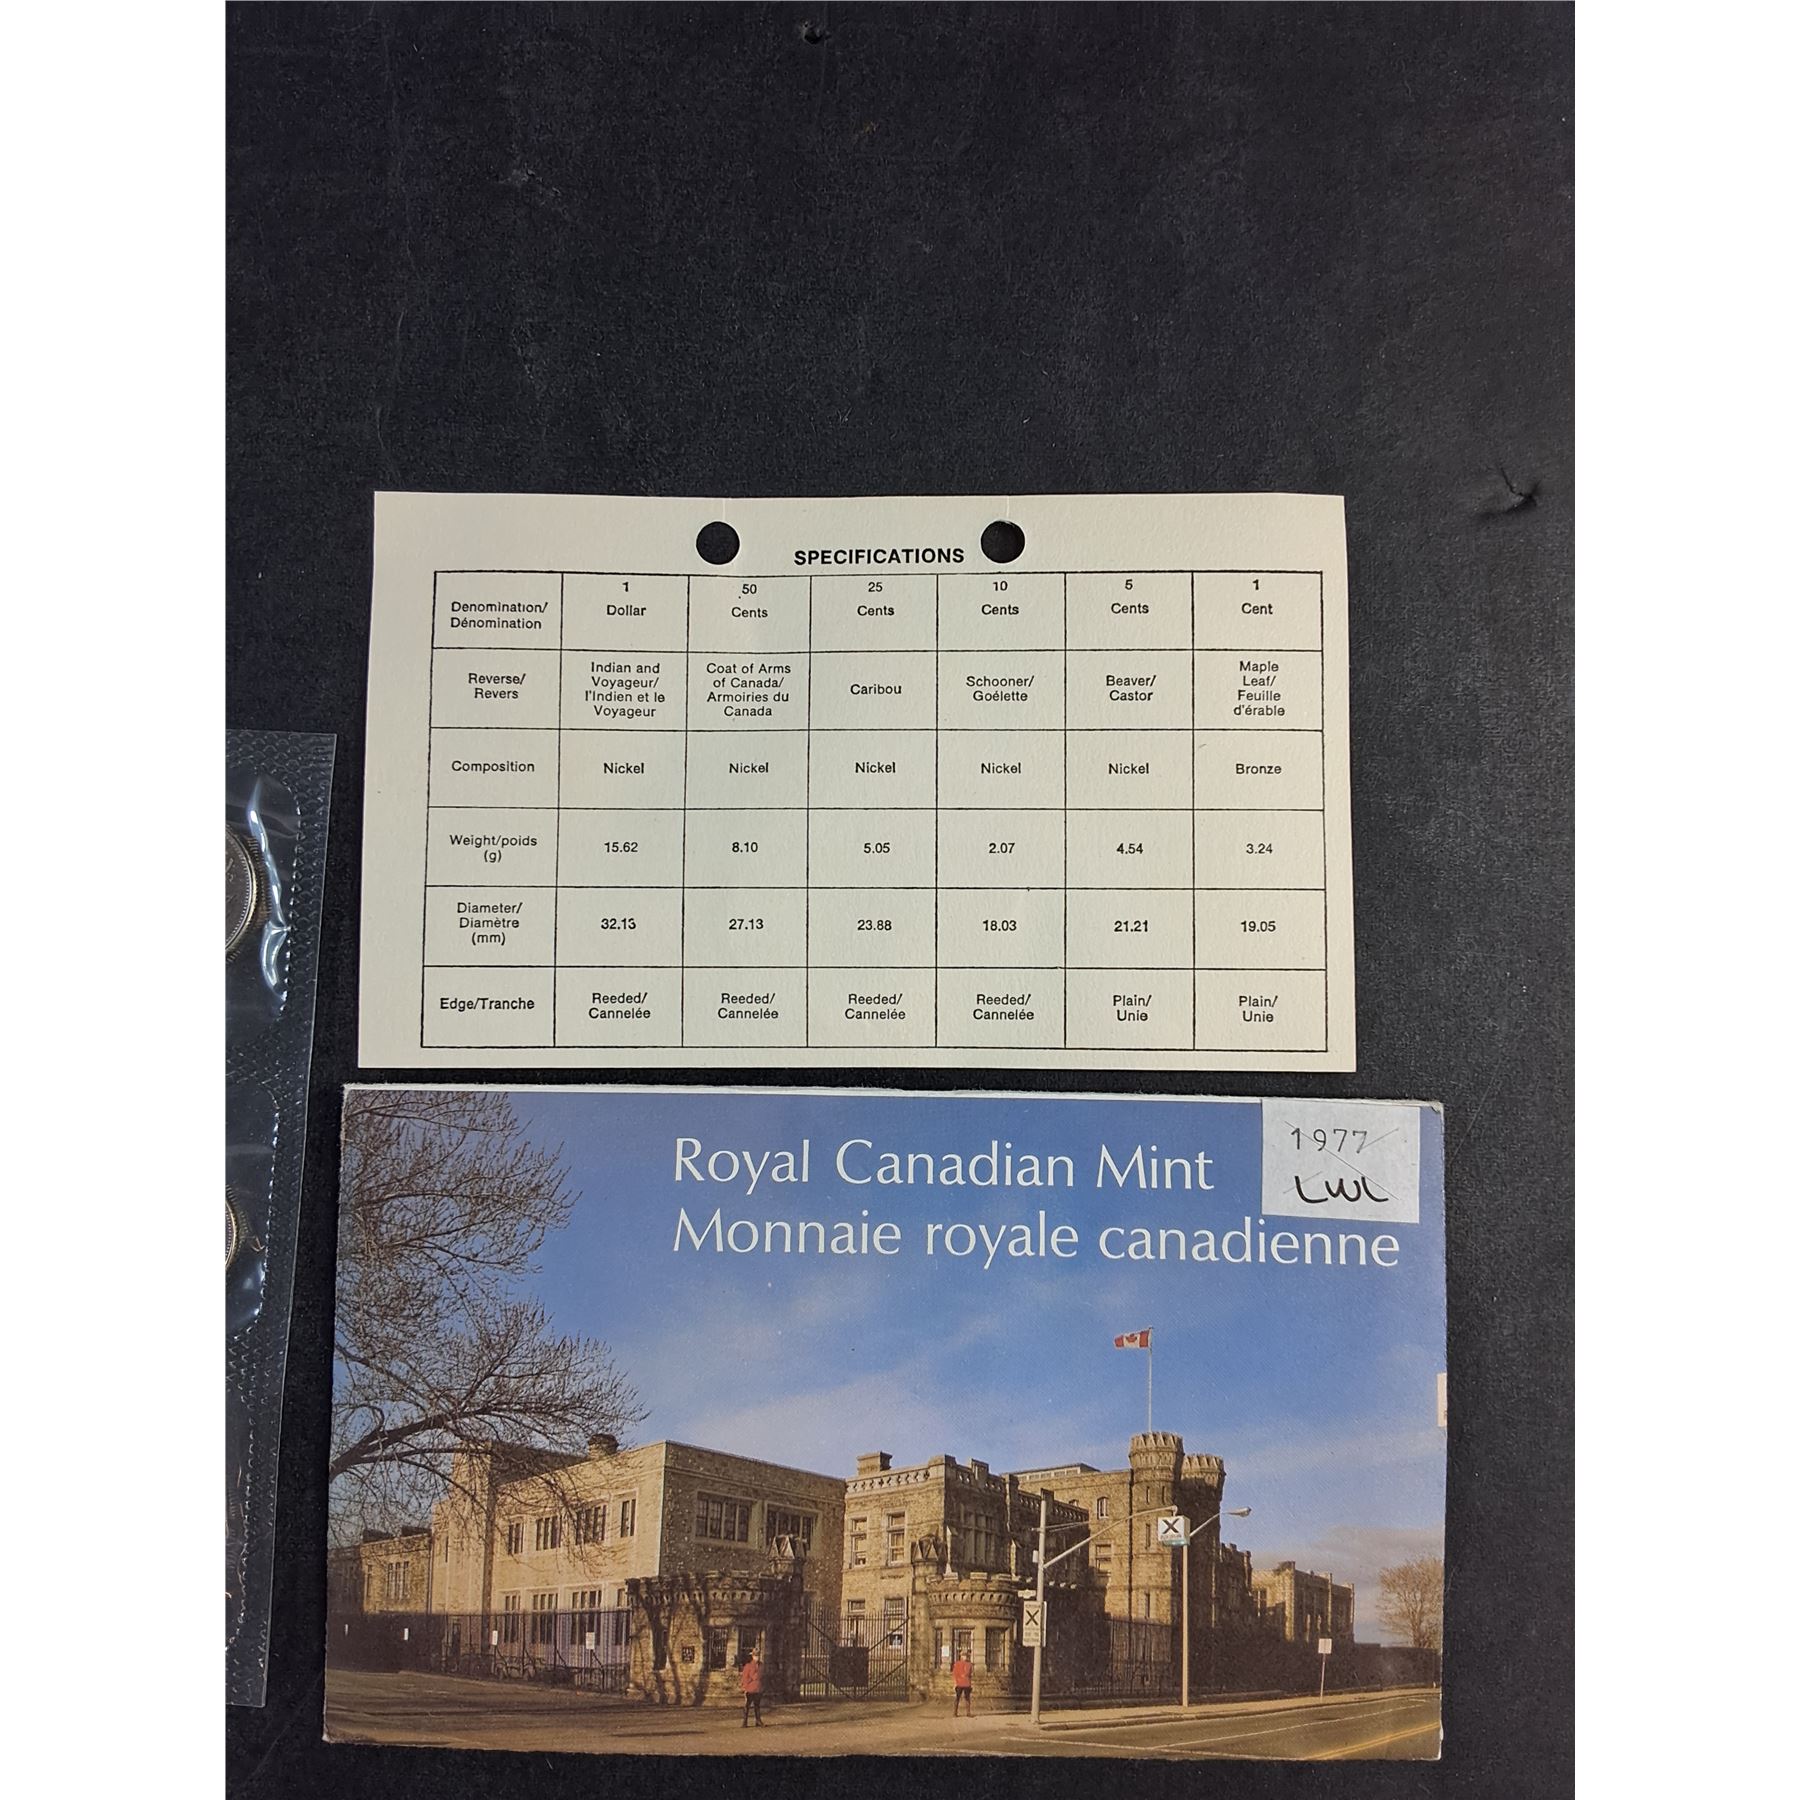 SPECIFICATIONS
Denomination/ Dénomination
1 Dollar
.50 Cents
25 Cents
10 Cents
5 Cents
1 Cent
Reverse/ Revers
Indian and Voyageur/ l'Indien et le Voyageur
Coat of Arms of Canada/ Armoiries du Canada
Caribou
Schooner/ Goélette
Beaver/ Castor
Maple Leaf/ Feuille d'érable
Composition
Nickel
Nickel
Nickel
Nickel
Nickel
Bronze
Weight/poids (g)
15.62
8.10
5.05
2.07
4.54
3.24
Diameter/ Diamètre (mm)
32.13
27.13
23.88
18.03
21.21
19.05
Edge/Tranche
Reeded/ Cannelée
Reeded/ Cannelée
Reeded/ Cannelée
Reeded/ Cannelée
Plain/ Unie
Plain/ Unie
Royal Canadian Mint
Monnaie royale canadienne
1977
LWL